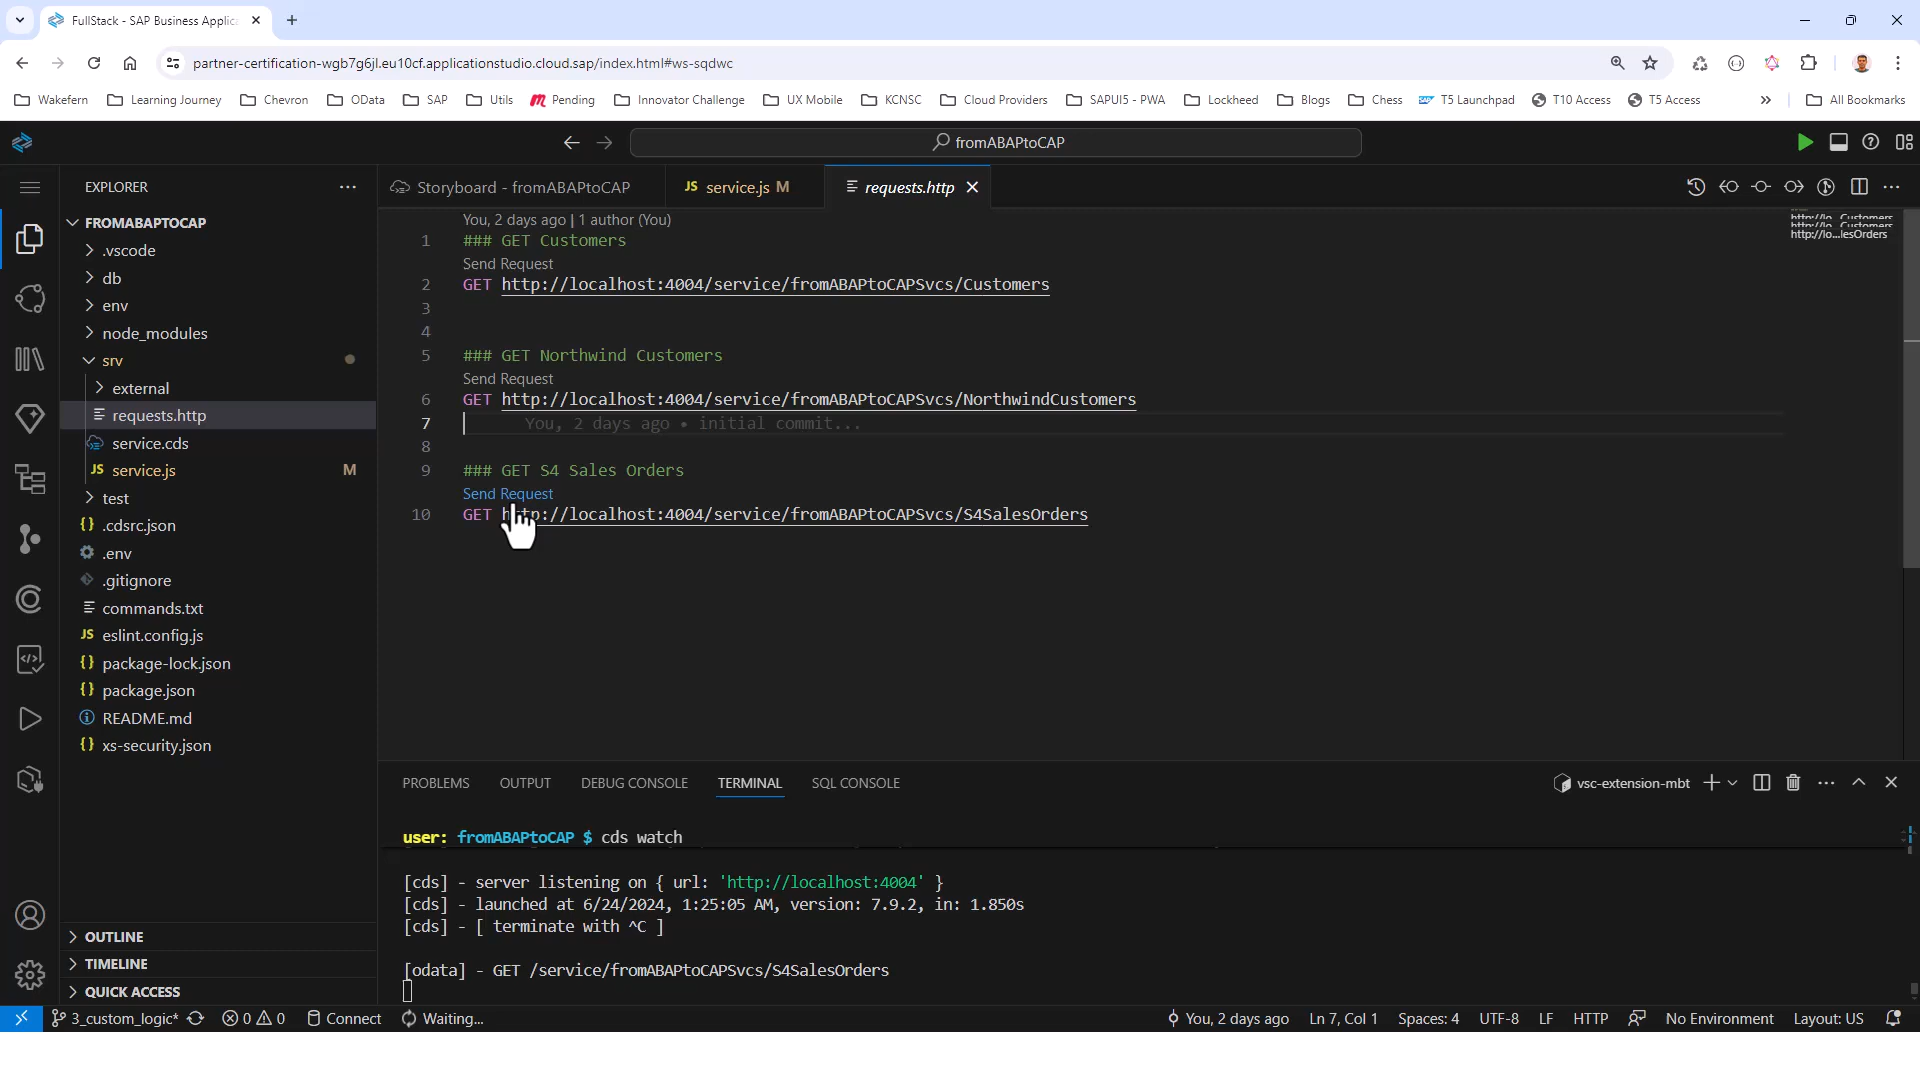 FullStack - SAP Business Applic
partner-certification-wgb7g6jl.eu10cf.applicationstudio.cloud.sap/index.html#ws-sqdwc
Wakefern Learning Journey Chevron OData SAP Utils Pending Innovator Challenge UX Mobile KCNSC Cloud Providers SAPUI5 - PWA Lockheed Blogs Chess T5 Launchpad T10 Access T5 Access » All Bookmarks
fromABAPtoCAP
EXPLORER
FROMABAPTOCAP
.vscode
db
env
node_modules
srv
external
requests.http
service.cds
JS service.js M
test
{} .cdsrc.json
.env
.gitignore
commands.txt
JS eslint.config.js
{} package-lock.json
{} package.json
README.md
{} xs-security.json
OUTLINE
TIMELINE
QUICK ACCESS
Storyboard - fromABAPtoCAP JS service.js M requests.http
You, 2 days ago | 1 author (You)
1 ### GET Customers
Send Request
2 GET http://localhost:4004/service/fromABAPtoCAPSvcs/Customers
3
4
5 ### GET Northwind Customers
Send Request
6 GET http://localhost:4004/service/fromABAPtoCAPSvcs/NorthwindCustomers
7 You, 2 days ago • initial commit...
8
9 ### GET S4 Sales Orders
Send Request
10 GET http://localhost:4004/service/fromABAPtoCAPSvcs/S4SalesOrders
http://lo...Customers
http://lo...Customers
http://lo...lesOrders
PROBLEMS OUTPUT DEBUG CONSOLE TERMINAL SQL CONSOLE vsc-extension-mbt
user: fromABAPtoCAP $ cds watch
[cds] - server listening on { url: 'http://localhost:4004' }
[cds] - launched at 6/24/2024, 1:25:05 AM, version: 7.9.2, in: 1.850s
[cds] - [ terminate with ^C ]
[odata] - GET /service/fromABAPtoCAPSvcs/S4SalesOrders
3_custom_logic* 0 0 Connect Waiting... You, 2 days ago Ln 7, Col 1 Spaces: 4 UTF-8 LF HTTP No Environment Layout: US